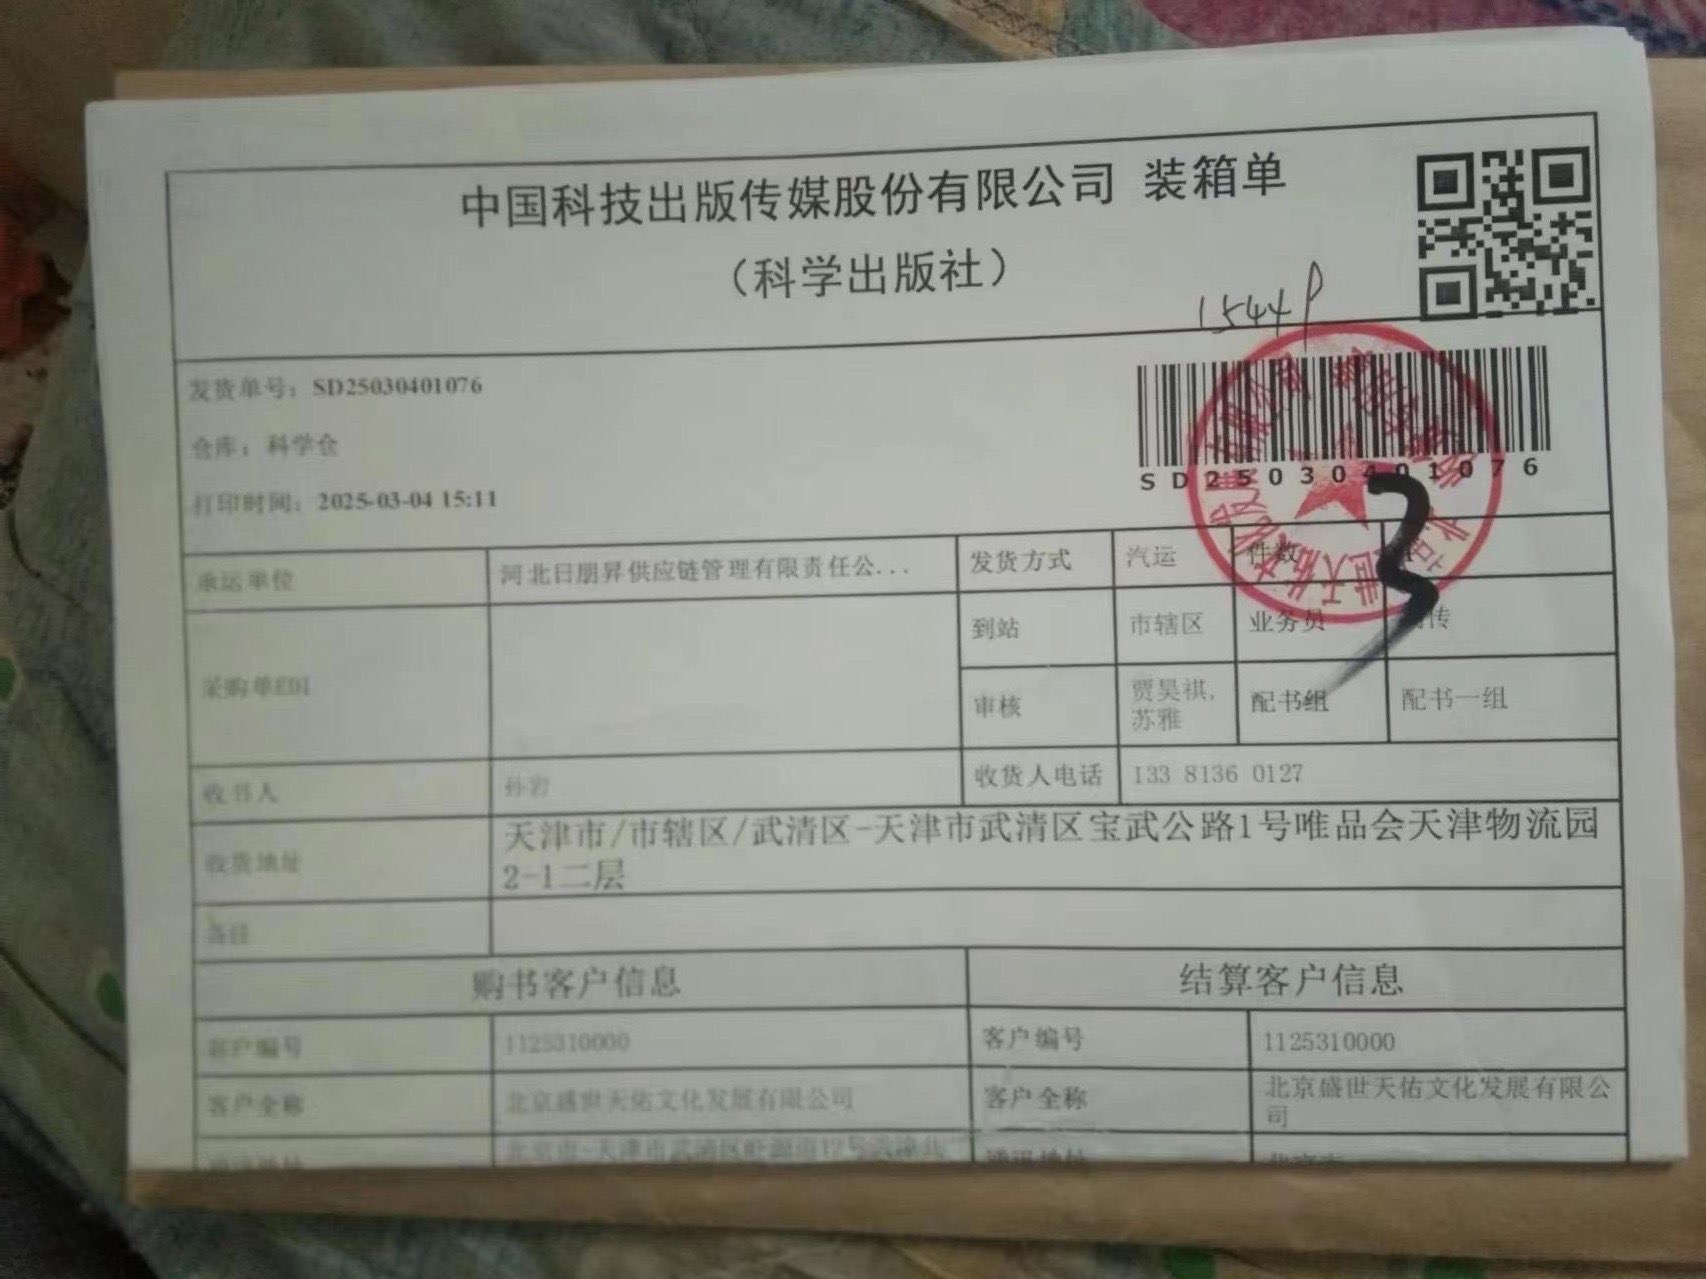 中国科技出版传媒股份有限公司 装箱单
（科学出版社）
1544P
发货单号：SD25030401076
仓库：科学仓
打印时间：2025-03-04 15:11
SD25030401076
3
承运单位 河北日朋昇供应链管理有限责任公... 发货方式 汽运 件数
采购单EDI 到站 市辖区 业务员 传
审核 贾昊祺,苏雅 配书组 配书一组
收书人 孙岩 收货人电话 133 8136 0127
收货地址 天津市/市辖区/武清区-天津市武清区宝武公路1号唯品会天津物流园
2-1二层
备注
购书客户信息 结算客户信息
客户编号 1125310000 客户编号 1125310000
客户全称 北京盛世天佑文化发展有限公司 客户全称 北京盛世天佑文化发展有限公
司
通讯地址